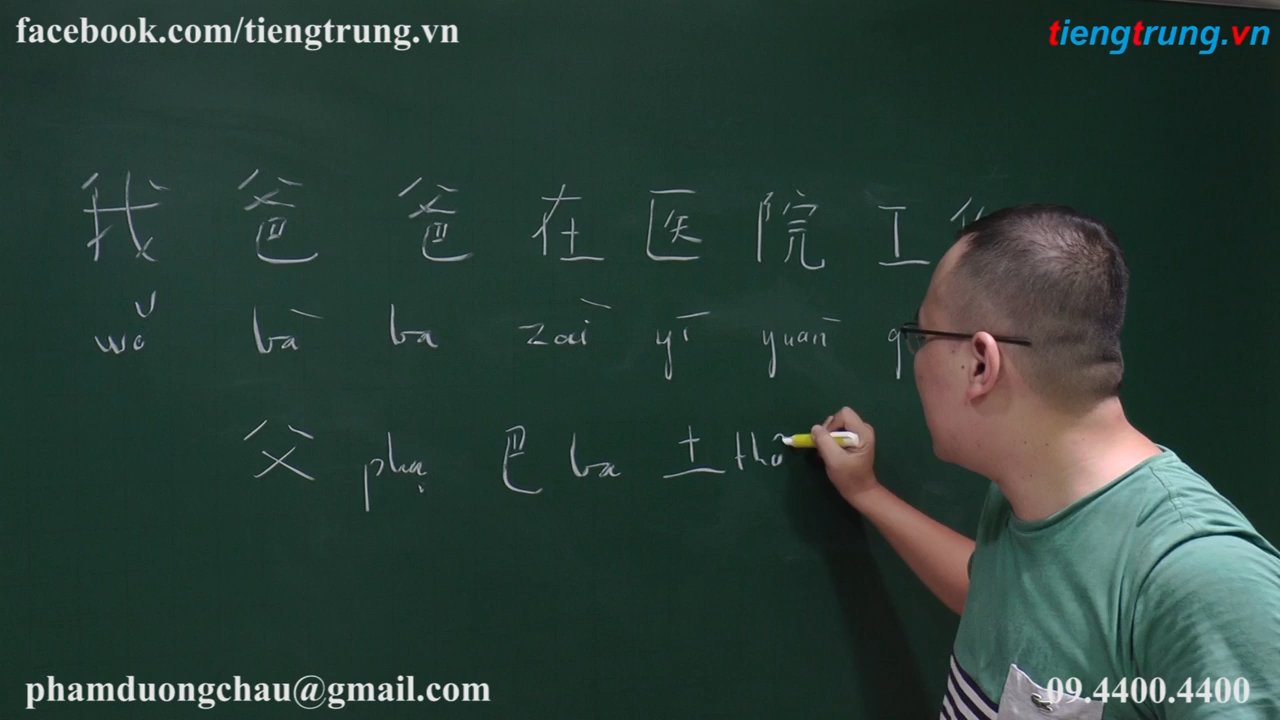 facebook.com/tiengtrung.vn
tiengtrung.vn
我 爸 爸 在 医 院 工
wǒ bà ba zài yī yuàn
父 phụ 巴 ba 土 thổ
phamduongchau@gmail.com
09.4400.4400